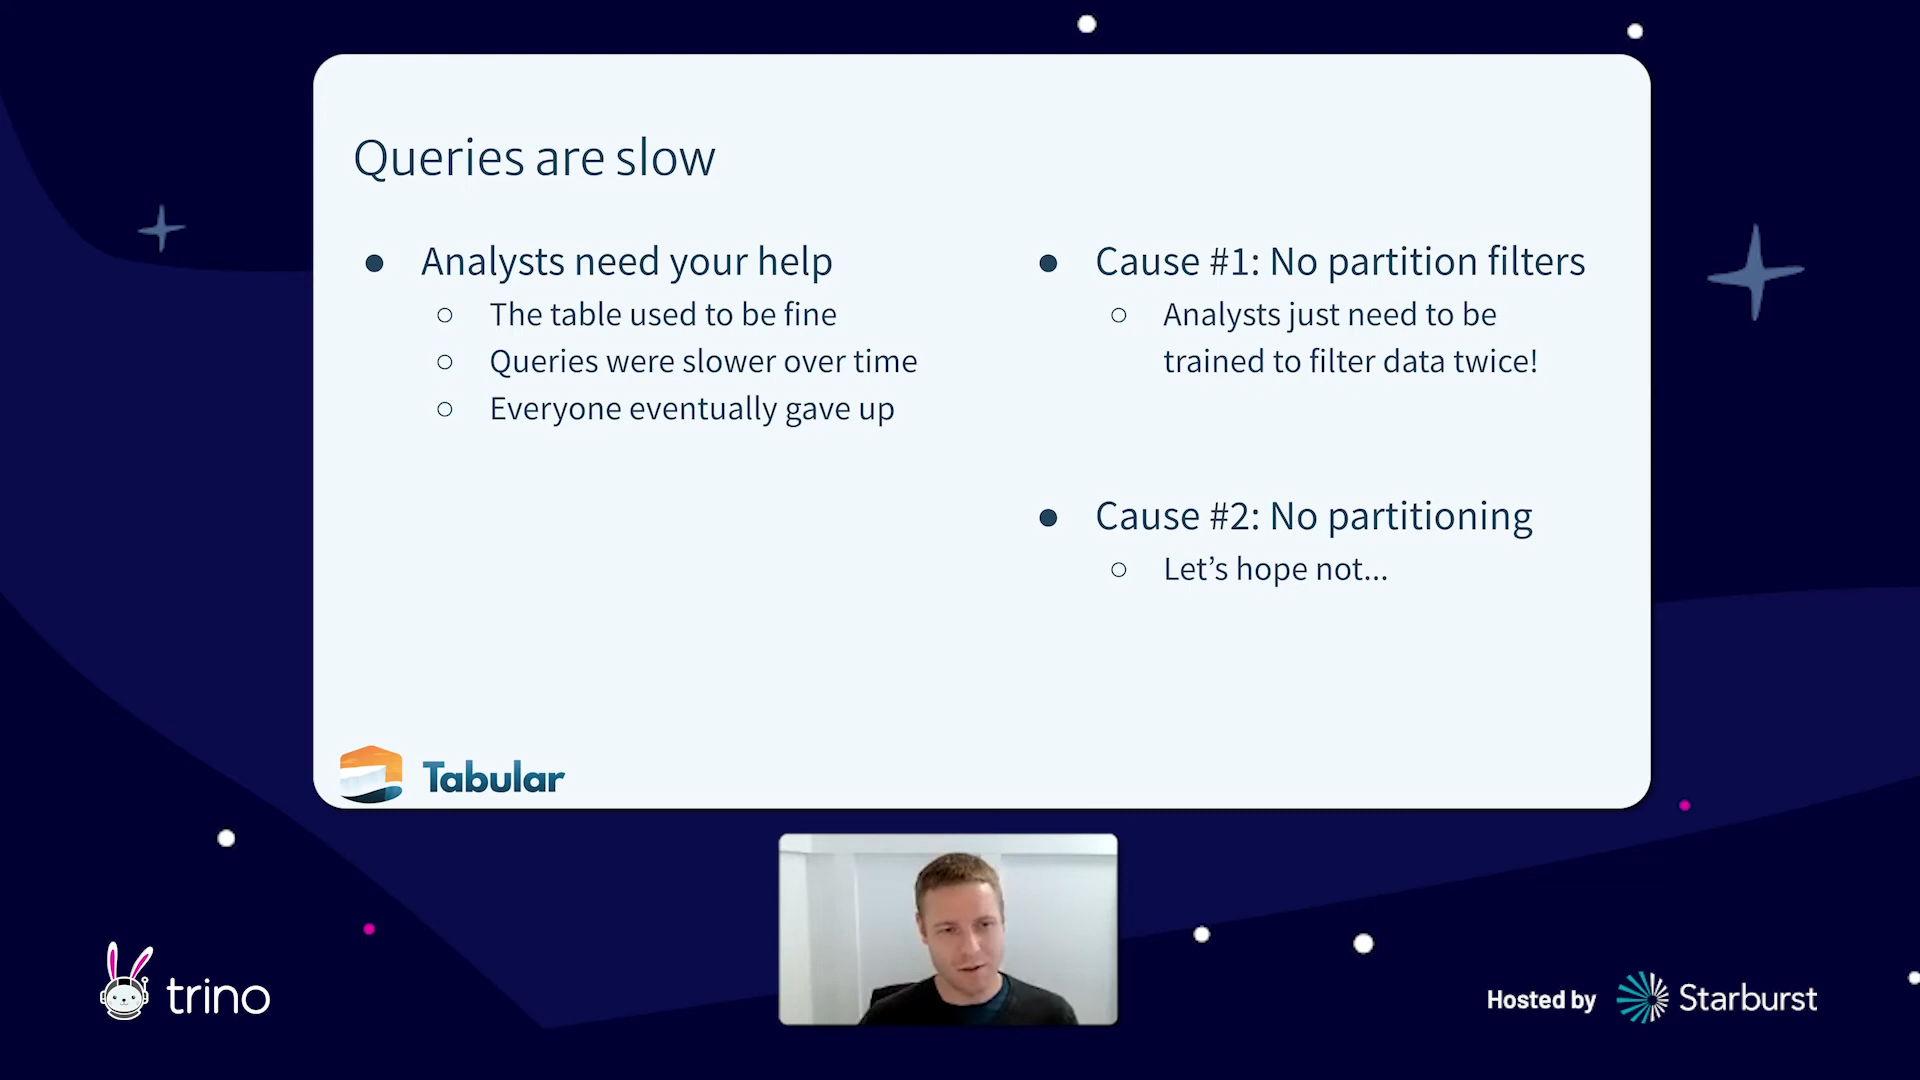 Queries are slow
Analysts need your help
The table used to be fine
Queries were slower over time
Everyone eventually gave up
Cause #1: No partition filters
Analysts just need to be
trained to filter data twice!
Cause #2: No partitioning
Let’s hope not...
Tabular
trino
Hosted by
Starburst